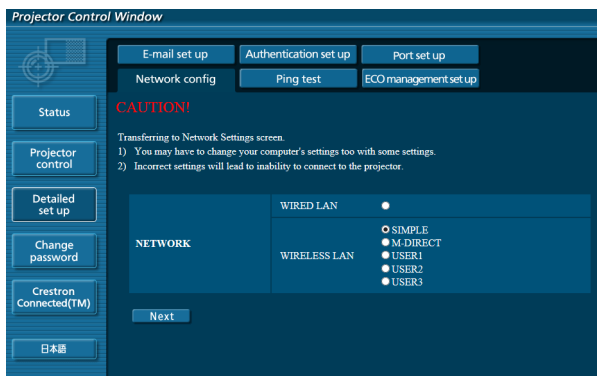 Projector Control Window
E-mail set up
Authentication set up
Port set up
Network config
Ping test
ECO management set up
Status
Projector
control
Detailed
set up
Change
password
Crestron
Connected(TM)
日本語
CAUTION!
Transferring to Network Settings screen.
1) You may have to change your computer's settings too with some settings.
2) Incorrect settings will lead to inability to connect to the projector.
NETWORK
WIRED LAN
WIRELESS LAN
SIMPLE
M-DIRECT
USER1
USER2
USER3
Next